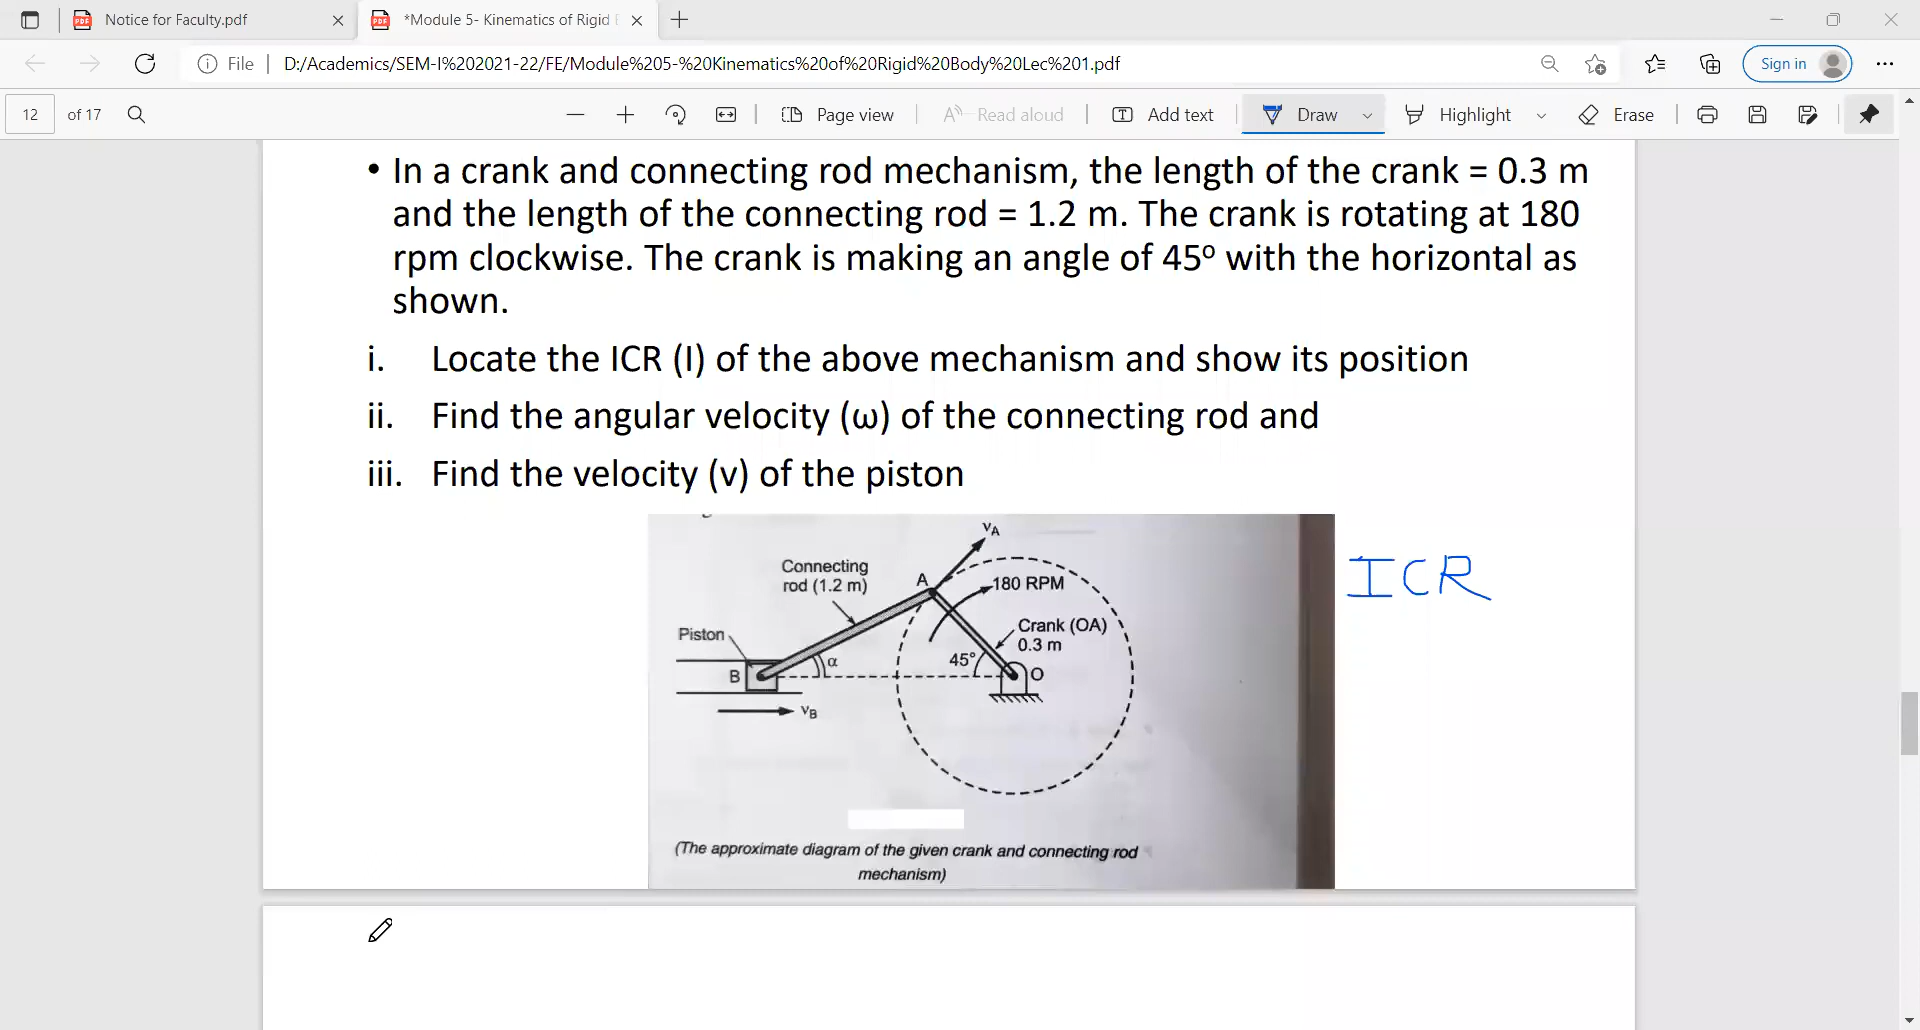 Notice for Faculty.pdf
*Module 5- Kinematics of Rigid
File
D:/Academics/SEM-I%202021-22/FE/Module%205-%20Kinematics%20of%20Rigid%20Body%20Lec%201.pdf
Sign in
12 of 17
Page view
Read aloud
Add text
Draw
Highlight
Erase
• In a crank and connecting rod mechanism, the length of the crank = 0.3 m
and the length of the connecting rod = 1.2 m. The crank is rotating at 180
rpm clockwise. The crank is making an angle of 45° with the horizontal as
shown.
i. Locate the ICR (I) of the above mechanism and show its position
ii. Find the angular velocity (ω) of the connecting rod and
iii. Find the velocity (v) of the piston
vA
Connecting
rod (1.2 m)
A
180 RPM
ICR
Crank (OA)
0.3 m
Piston
α
45°
B
O
vB
(The approximate diagram of the given crank and connecting rod
mechanism)